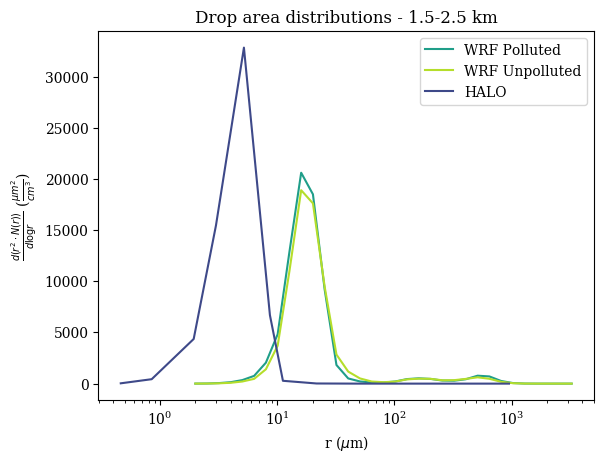 Drop area distributions - 1.5-2.5 km
WRF Polluted
WRF Unpolluted
HALO
d(r² · N(r)) / dlogr (μm² / cm³)
30000
25000
20000
15000
10000
5000
0
10⁰ 10¹ 10² 10³
r (μm)